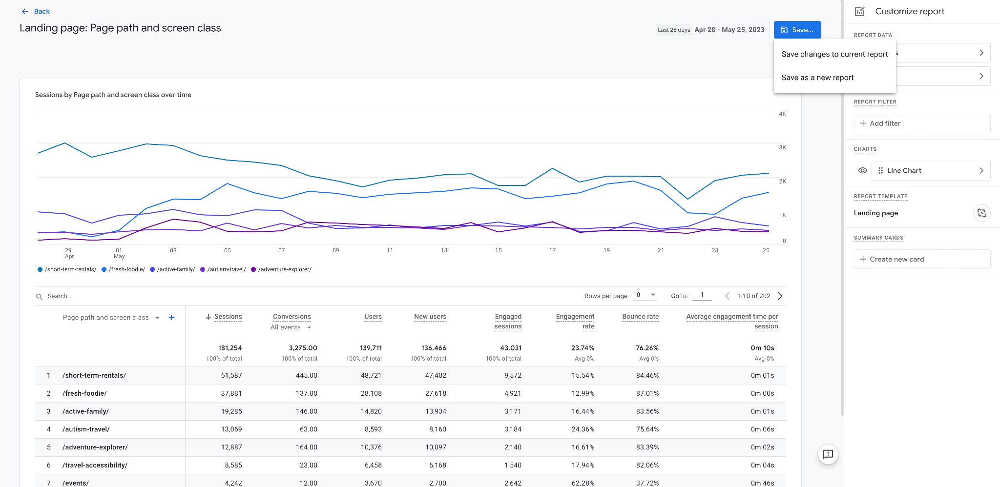 Back
Landing page: Page path and screen class
Last 28 days Apr 28 - May 25, 2023
Save...
Save changes to current report
Save as a new report
Customize report
REPORT DATA
s
REPORT FILTER
Add filter
CHARTS
Line Chart
REPORT TEMPLATE
Landing page
SUMMARY CARDS
Create new card
Sessions by Page path and screen class over time
4K
3K
2K
1K
0
29 01 03 05 07 09 11 13 15 17 19 21 23 25
Apr May
/short-term-rentals/ /fresh-foodie/ /active-family/ /autism-travel/ /adventure-explorer/
Search... Rows per page: 10 Go to: 1 1-10 of 202
Page path and screen class Sessions Conversions Users New users Engaged Engagement Bounce rate Average engagement time per
All events sessions rate session
181,254 3,275.00 139,711 136,466 43,031 23.74% 76.26% 0m 10s
100% of total 100% of total 100% of total 100% of total 100% of total Avg 0% Avg 0% Avg 0%
1 /short-term-rentals/ 61,587 445.00 48,721 47,402 9,572 15.54% 84.46% 0m 01s
2 /fresh-foodie/ 37,881 137.00 28,108 27,618 4,921 12.99% 87.01% 0m 00s
3 /active-family/ 19,285 146.00 14,820 13,934 3,171 16.44% 83.56% 0m 01s
4 /autism-travel/ 13,069 63.00 8,593 8,160 3,184 24.36% 75.64% 0m 06s
5 /adventure-explorer/ 12,887 164.00 10,376 10,097 2,140 16.61% 83.39% 0m 02s
6 /travel-accessibility/ 8,585 23.00 6,458 6,168 1,540 17.94% 82.06% 0m 04s
7 /events/ 4,242 12.00 3,670 2,700 2,642 62.28% 37.72% 0m 46s